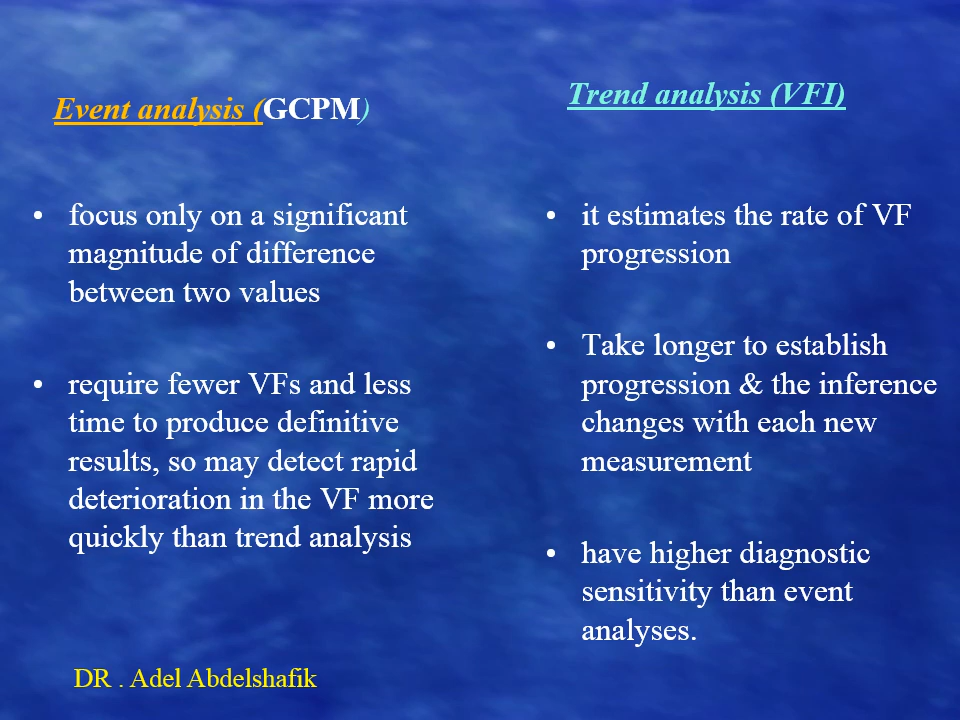 Event analysis (GCPM)
• focus only on a significant
magnitude of difference
between two values
• require fewer VFs and less
time to produce definitive
results, so may detect rapid
deterioration in the VF more
quickly than trend analysis
Trend analysis (VFI)
• it estimates the rate of VF
progression
• Take longer to establish
progression & the inference
changes with each new
measurement
• have higher diagnostic
sensitivity than event
analyses.
DR . Adel Abdelshafik